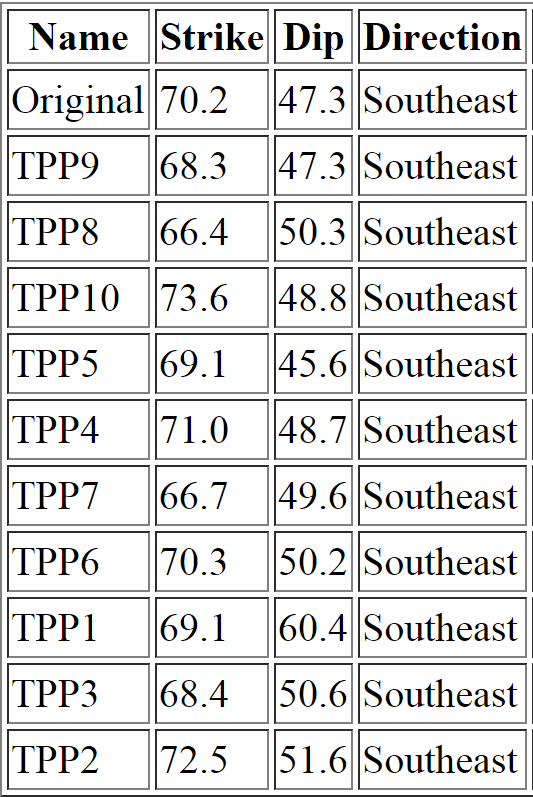 Name Strike Dip Direction
Original 70.2 47.3 Southeast
TPP9 68.3 47.3 Southeast
TPP8 66.4 50.3 Southeast
TPP10 73.6 48.8 Southeast
TPP5 69.1 45.6 Southeast
TPP4 71.0 48.7 Southeast
TPP7 66.7 49.6 Southeast
TPP6 70.3 50.2 Southeast
TPP1 69.1 60.4 Southeast
TPP3 68.4 50.6 Southeast
TPP2 72.5 51.6 Southeast